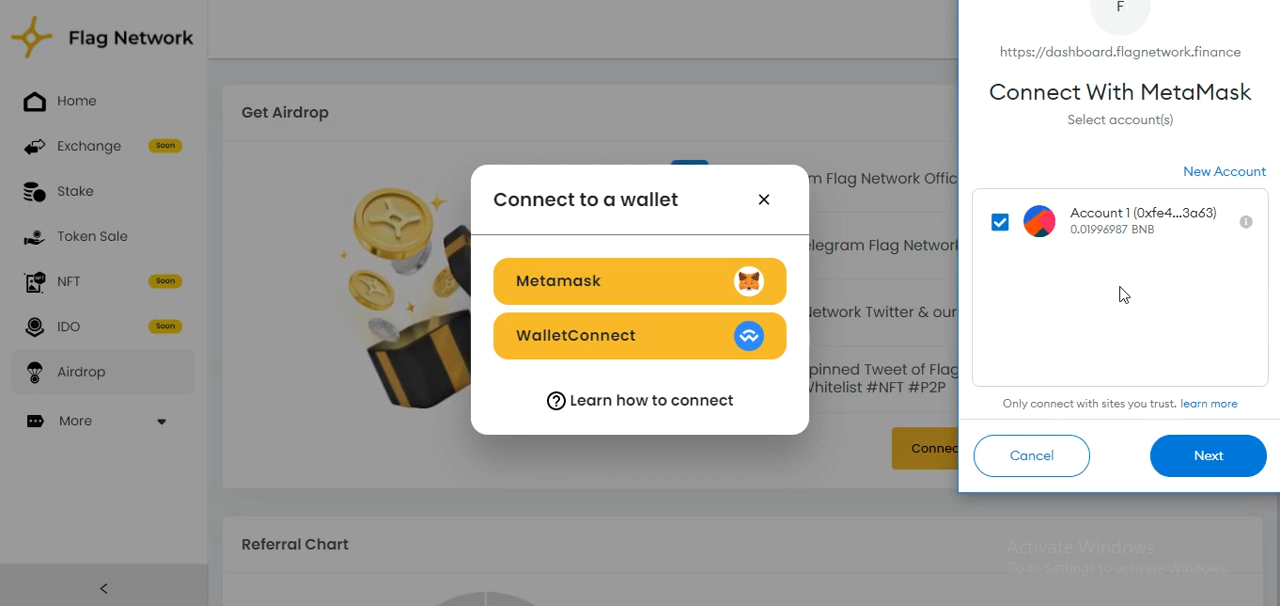 Flag Network
Home
Exchange Soon
Stake
Token Sale
NFT Soon
IDO Soon
Airdrop
More
Get Airdrop
Flag Network Offic
elegram Flag Network
Network Twitter & our
pinned Tweet of Flag
Whitelist #NFT #P2P
Connec
Referral Chart
Connect to a wallet
Metamask
WalletConnect
Learn how to connect
F
https://dashboard.flagnetwork.finance
Connect With MetaMask
Select account(s)
New Account
Account 1 (0xfe4...3a63)
0.01996987 BNB
Only connect with sites you trust. learn more
Cancel
Next
Activate Windows
Go to Settings to activate Windows.